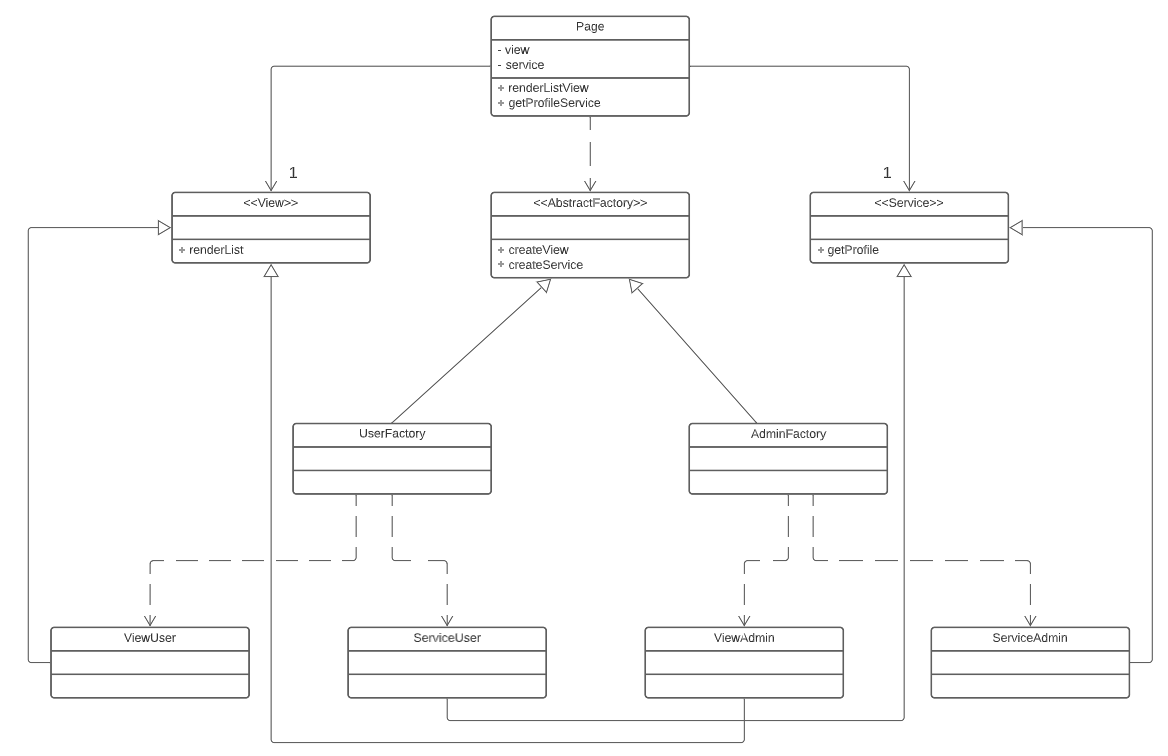 Page
- view
- service
+ renderListView
+ getProfileService
1
1
<<View>>
+ renderList
<<AbstractFactory>>
+ createView
+ createService
<<Service>>
+ getProfile
UserFactory
AdminFactory
ViewUser
ServiceUser
ViewAdmin
ServiceAdmin